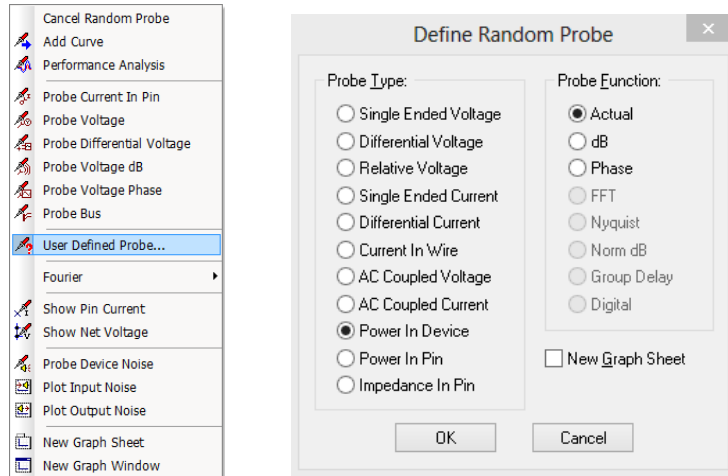 Cancel Random Probe
Add Curve
Performance Analysis
Probe Current In Pin
Probe Voltage
Probe Differential Voltage
Probe Voltage dB
Probe Voltage Phase
Probe Bus
User Defined Probe...
Fourier
Show Pin Current
Show Net Voltage
Probe Device Noise
Plot Input Noise
Plot Output Noise
New Graph Sheet
New Graph Window
Define Random Probe
Probe Type:
Single Ended Voltage
Differential Voltage
Relative Voltage
Single Ended Current
Differential Current
Current In Wire
AC Coupled Voltage
AC Coupled Current
Power In Device
Power In Pin
Impedance In Pin
Probe Function:
Actual
dB
Phase
FFT
Nyquist
Norm dB
Group Delay
Digital
New Graph Sheet
OK
Cancel